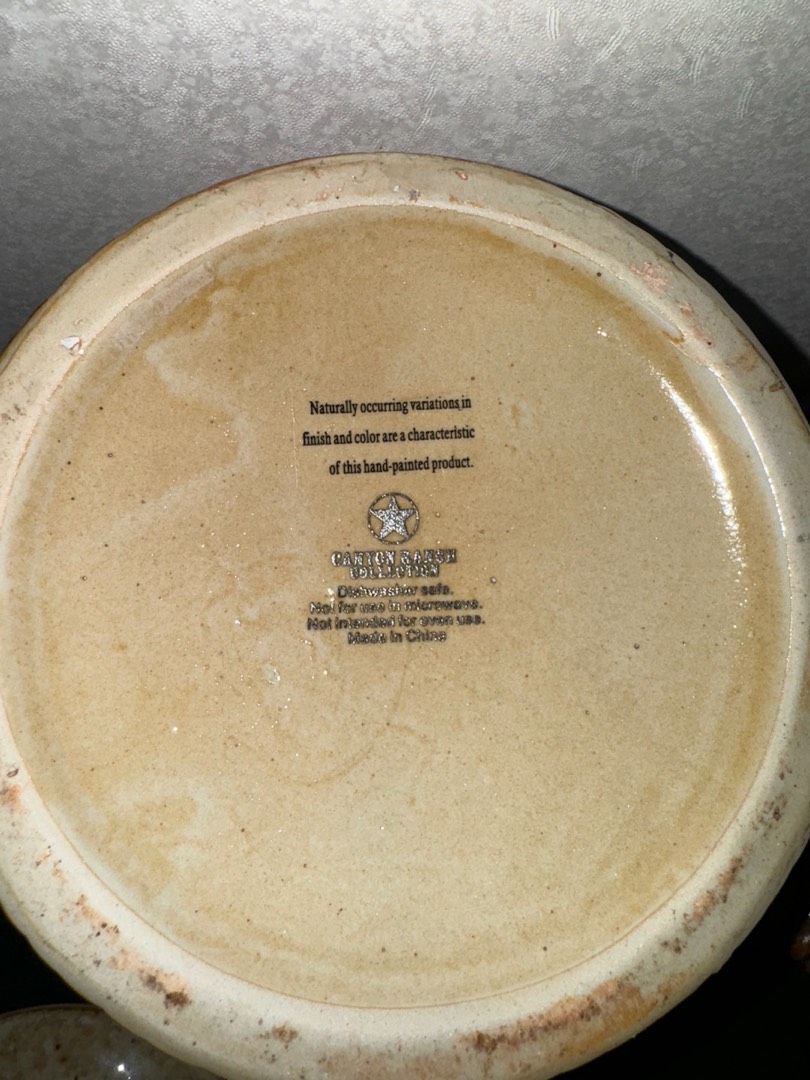 Naturally occurring variations in
finish and color are a characteristic
of this hand-painted product.
CANYON RANCH
COLLECTION
Dishwasher safe.
Not for use in microwave.
Not intended for oven use.
Made in China